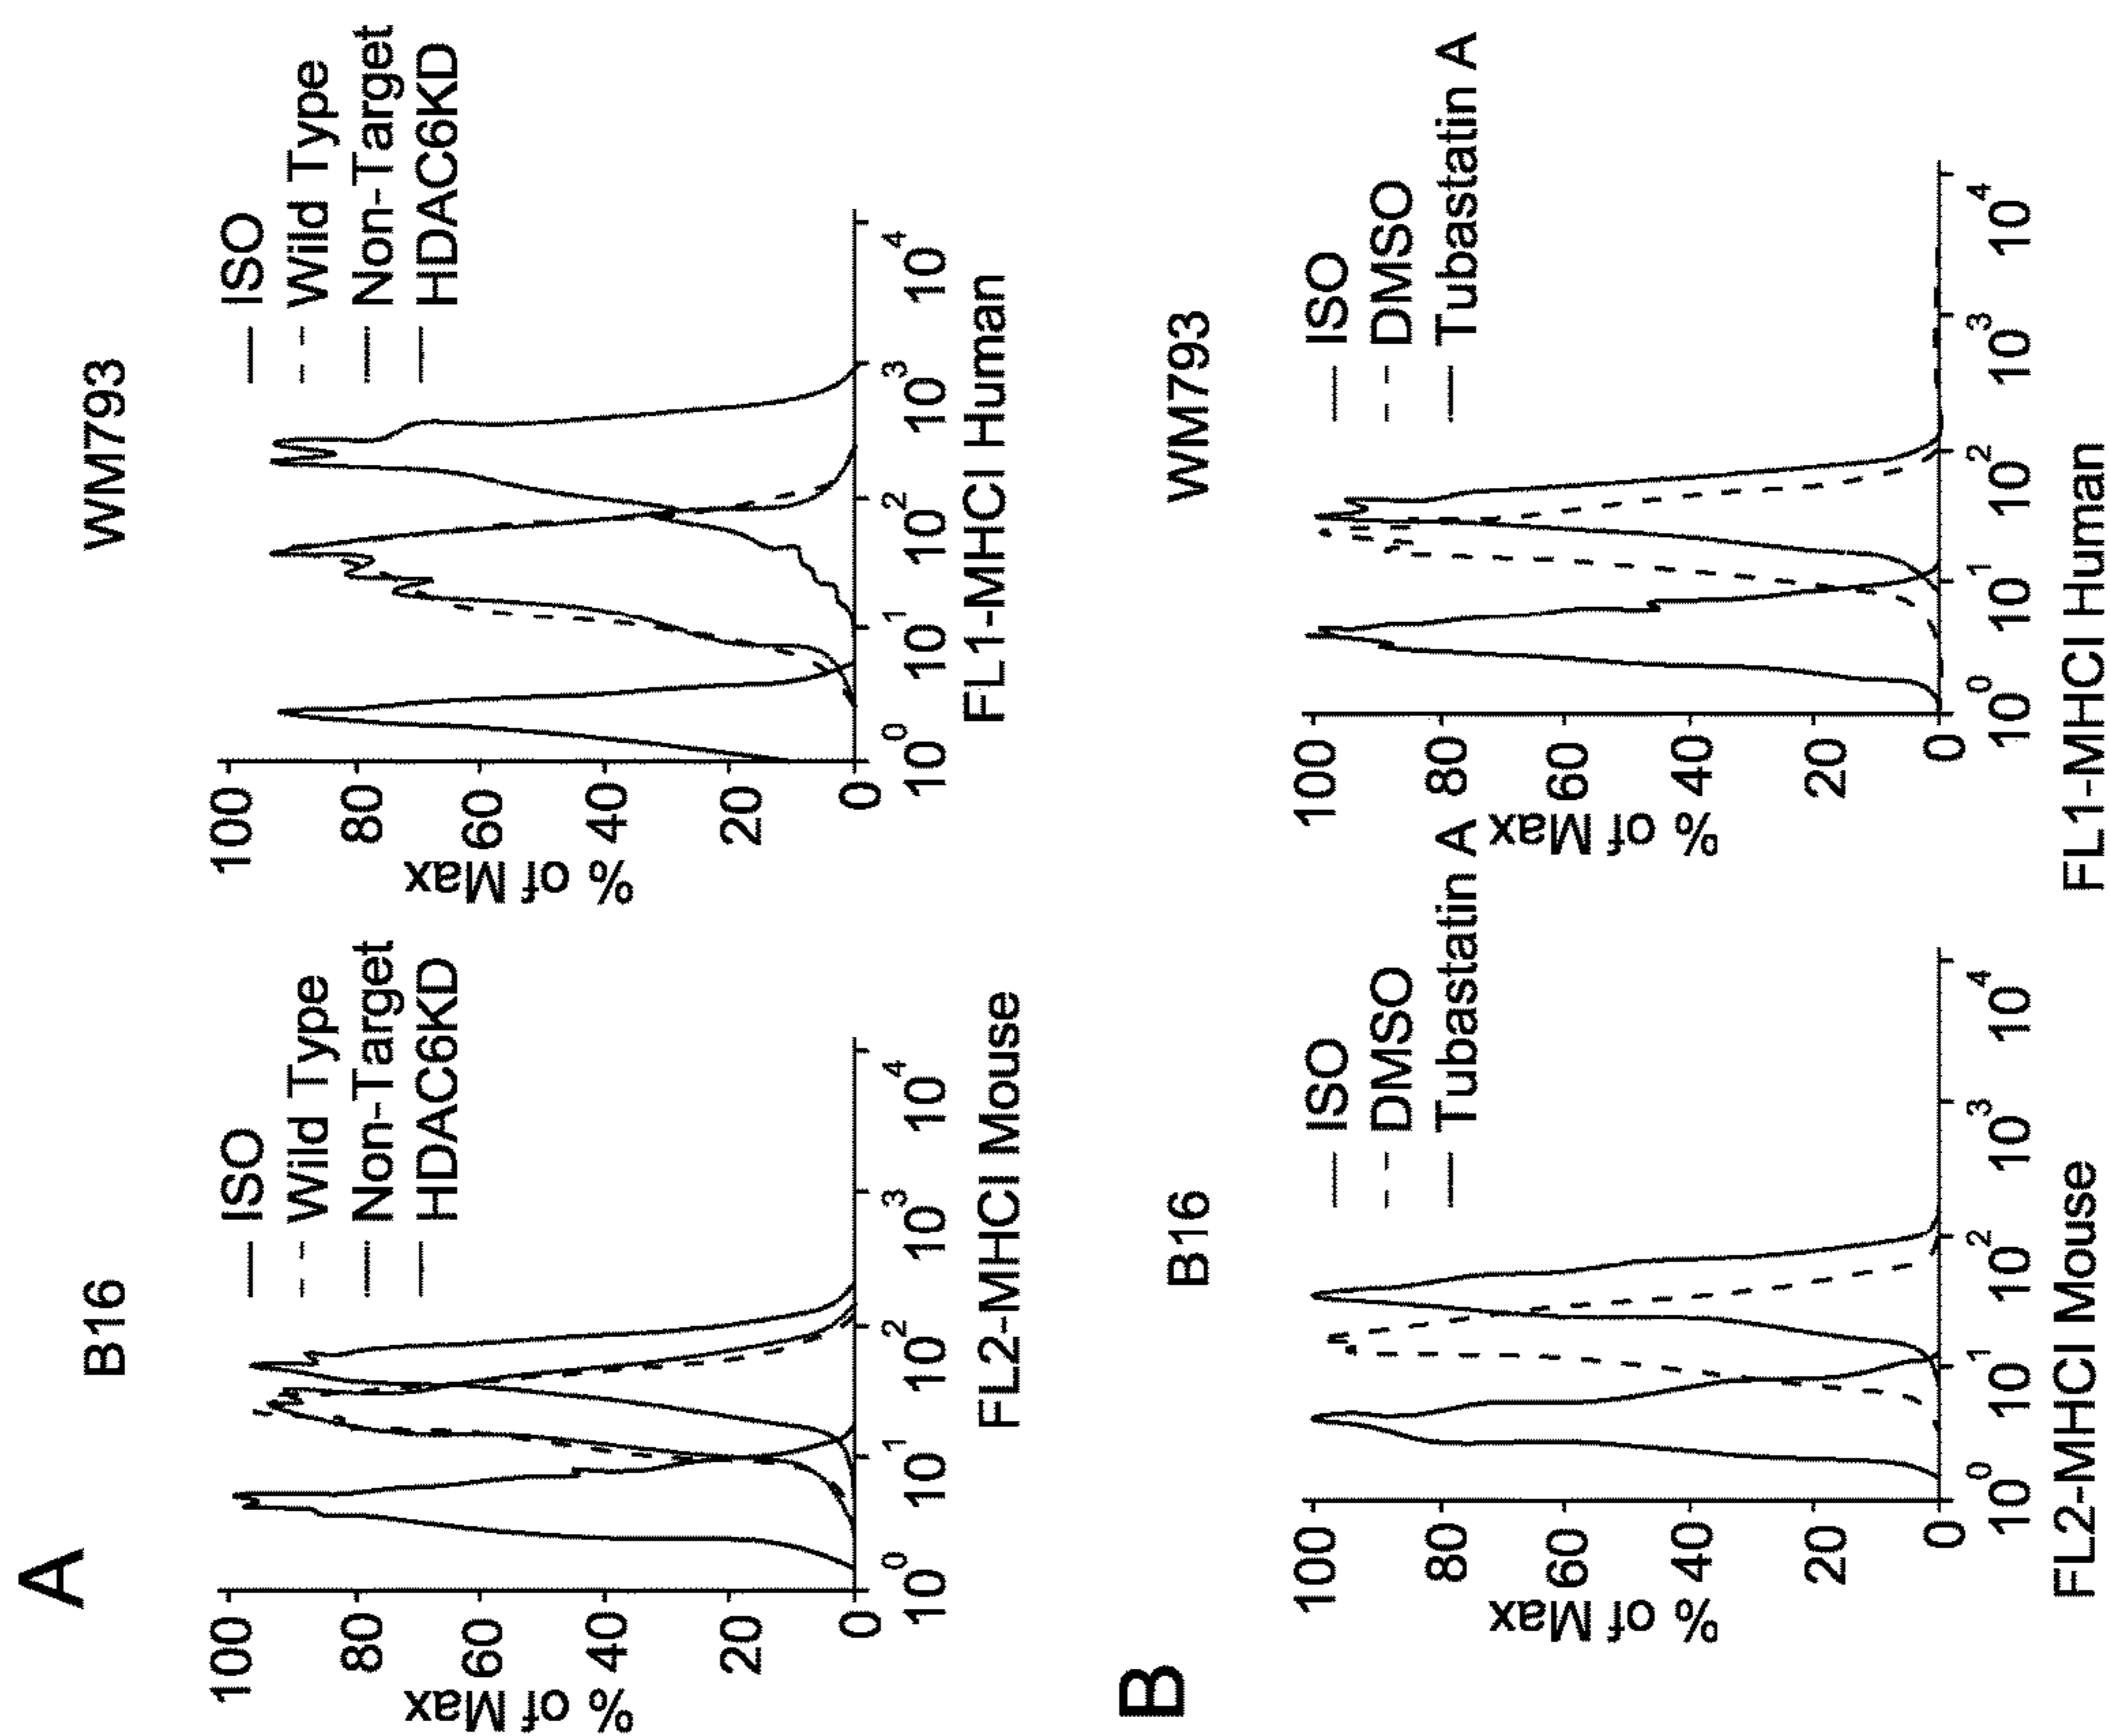 A
B16
ISO
Wild Type
Non-Target
HDAC6KD
100
80
60
40
20
0
% of Max
10^0 10^1 10^2 10^3 10^4
FL2-MHCI Mouse
WM793
ISO
Wild Type
Non-Target
HDAC6KD
100
80
60
40
20
0
% of Max
10^0 10^1 10^2 10^3 10^4
FL1-MHCI Human
B
B16
ISO
DMSO
Tubastatin A
100
80
60
40
20
0
% of Max
10^0 10^1 10^2 10^3 10^4
FL2-MHCI Mouse
WM793
ISO
DMSO
Tubastatin A
100
80
60
40
20
0
% of Max
10^0 10^1 10^2 10^3 10^4
FL1-MHCI Human